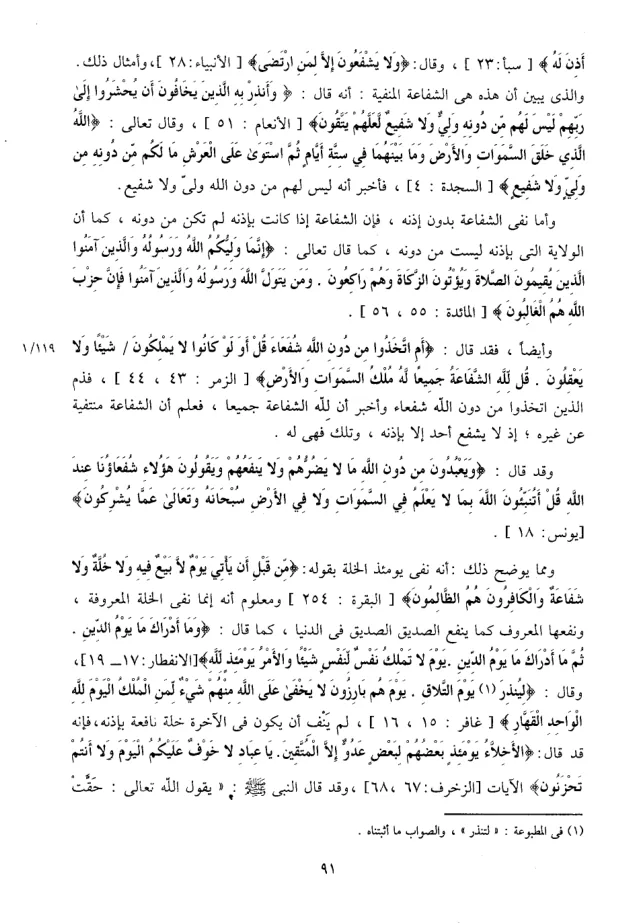 أَذِنَ لَهُ ﴾ [ سبأ: ٢٣ ] ، وقال: ﴿وَلا يَشْفَعُونَ إِلاَّ لِمَنِ ارْتَضَى﴾ [ الأنبياء: ٢٨ ]، وأمثال ذلك.
والذى يبين أن هذه هى الشفاعة المنفية : أنه قال : ﴿ وَأَنذِرْ بِهِ الَّذِينَ يَخَافُونَ أَن يُحْشَرُوا إِلَىٰ
رَبِّهِمْ لَيْسَ لَهُم مِّن دُونِهِ وَلِيٌّ وَلا شَفِيعٌ لَّعَلَّهُمْ يَتَّقُونَ﴾ [ الأنعام : ٥١ ] ، وقال تعالى : ﴿اللَّهُ
الَّذِي خَلَقَ السَّمَوَاتِ وَالأَرْضَ وَمَا بَيْنَهُمَا فِي سِتَّةِ أَيَّامٍ ثُمَّ اسْتَوَىٰ عَلَى الْعَرْشِ مَا لَكُم مِّن دُونِهِ مِن
وَلِيٍّ وَلا شَفِيعٍ﴾ [ السجدة : ٤] ، فأخبر أنه ليس لهم من دون الله ولىّ ولا شفيع.
وأما نفى الشفاعة بدون إذنه ، فإن الشفاعة إذا كانت بإذنه لم تكن من دونه ، كما أن
الولاية التى بإذنه ليست من دونه ، كما قال تعالى : ﴿إِنَّمَا وَلِيُّكُمُ اللَّهُ وَرَسُولُهُ وَالَّذِينَ آمَنُوا
الَّذِينَ يُقِيمُونَ الصَّلاةَ وَيُؤْتُونَ الزَّكَاةَ وَهُمْ رَاكِعُونَ . وَمَن يَتَوَلَّ اللَّهَ وَرَسُولَهُ وَالَّذِينَ آمَنُوا فَإِنَّ حِزْبَ
اللَّهِ هُمُ الْغَالِبُونَ ﴾ [ المائدة : ٥٥ ، ٥٦ ] .
وأيضاً ، فقد قال : ﴿أَمِ اتَّخَذُوا مِن دُونِ اللَّهِ شُفَعَاءَ قُلْ أَوَ لَوْ كَانُوا لا يَمْلِكُونَ / شَيْئًا وَلا ١/١١٩
يَعْقِلُونَ . قُل لِّلَّهِ الشَّفَاعَةُ جَمِيعًا لَّهُ مُلْكُ السَّمَوَاتِ وَالأَرْضِ﴾ [ الزمر : ٤٣ ، ٤٤ ] ، فذم
الذين اتخذوا من دون اللّه شفعاء وأخبر أن للّه الشفاعة جميعا ، فعلم أن الشفاعة منتفية
عن غيره ؛ إذ لا يشفع أحد إلا بإذنه ، وتلك فهى له .
وقد قال : ﴿وَيَعْبُدُونَ مِن دُونِ اللَّهِ مَا لا يَضُرُّهُمْ وَلا يَنفَعُهُمْ وَيَقُولُونَ هَؤُلاءِ شُفَعَاؤُنَا عِندَ
اللَّهِ قُلْ أَتُنَبِّئُونَ اللَّهَ بِمَا لا يَعْلَمُ فِي السَّمَوَاتِ وَلا فِي الأَرْضِ سُبْحَانَهُ وَتَعَالَىٰ عَمَّا يُشْرِكُونَ﴾
[يونس: ١٨ ] .
ومما يوضح ذلك :أنه نفى يومئذ الخلة بقوله: ﴿مِّن قَبْلِ أَن يَأْتِيَ يَوْمٌ لاَّ بَيْعٌ فِيهِ وَلا خُلَّةٌ وَلا
شَفَاعَةٌ وَالْكَافِرُونَ هُمُ الظَّالِمُونَ﴾ [ البقرة : ٢٥٤ ] ومعلوم أنه إنما نفى الخلة المعروفة ،
ونفعها المعروف كما ينفع الصديق الصديق فى الدنيا ، كما قال : ﴿وَمَا أَدْرَاكَ مَا يَوْمُ الدِّينِ .
ثُمَّ مَا أَدْرَاكَ مَا يَوْمُ الدِّينِ .يَوْمَ لا تَمْلِكُ نَفْسٌ لِّنَفْسٍ شَيْئًا وَالأَمْرُ يَوْمَئِذٍ لِّلَّهِ﴾[الانفطار:١٧ـ ١٩]،
وقال : ﴿لِيُنذِرَ (١) يَوْمَ التَّلاقِ . يَوْمَ هُم بَارِزُونَ لا يَخْفَىٰ عَلَى اللَّهِ مِنْهُمْ شَيْءٌ لِّمَنِ الْمُلْكُ الْيَوْمَ لِلَّهِ
الْوَاحِدِ الْقَهَّارِ ﴾ [ غافر : ١٥ ، ١٦ ] ، لم يَنْف أن يكون فى الآخرة خلة نافعة بإذنه، فإنه
قد قال: ﴿الأَخِلاَّءُ يَوْمَئِذٍ بَعْضُهُمْ لِبَعْضٍ عَدُوٌّ إِلاَّ الْمُتَّقِينَ. يَا عِبَادِ لا خَوْفٌ عَلَيْكُمُ الْيَوْمَ وَلا أَنتُمْ
تَحْزَنُونَ﴾ الآيات [الزخرف: ٦٧ ،٦٨] ،وقد قال النبى ﷺ : « يقول اللّه تعالى : حَقَّتْ
(١) فى المطبوعة : « لتنذر » ، والصواب ما أثبتناه .
٩١